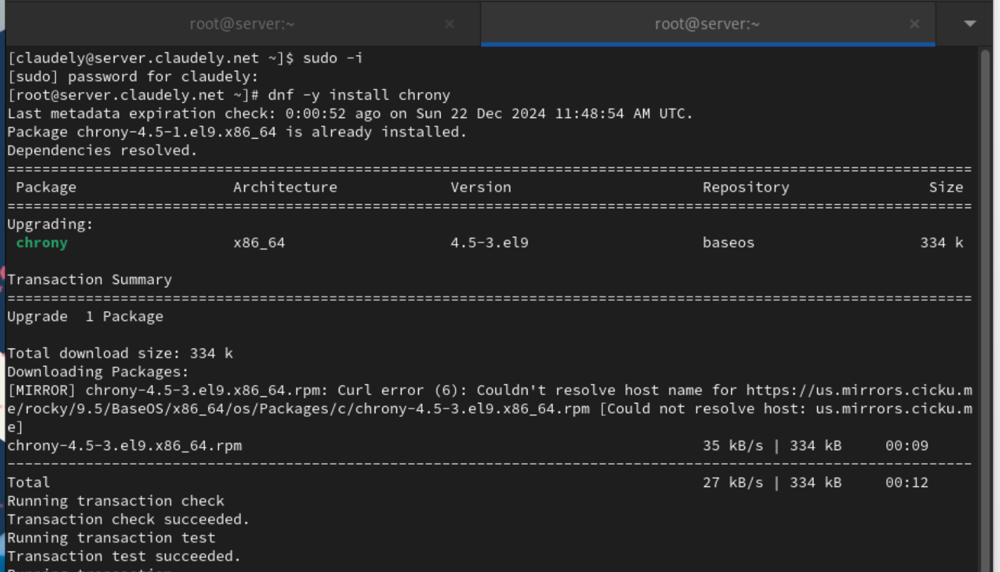 root@server:~ × root@server:~ ×
[claudely@server.claudely.net ~]$ sudo -i
[sudo] password for claudely:
[root@server.claudely.net ~]# dnf -y install chrony
Last metadata expiration check: 0:00:52 ago on Sun 22 Dec 2024 11:48:54 AM UTC.
Package chrony-4.5-1.el9.x86_64 is already installed.
Dependencies resolved.
================================================================================================================
Package Architecture Version Repository Size
================================================================================================================
Upgrading:
chrony x86_64 4.5-3.el9 baseos 334 k
Transaction Summary
================================================================================================================
Upgrade  1 Package
Total download size: 334 k
Downloading Packages:
[MIRROR] chrony-4.5-3.el9.x86_64.rpm: Curl error (6): Couldn't resolve host name for https://us.mirrors.cicku.m
e/rocky/9.5/BaseOS/x86_64/os/Packages/c/chrony-4.5-3.el9.x86_64.rpm [Could not resolve host: us.mirrors.cicku.m
e]
chrony-4.5-3.el9.x86_64.rpm 35 kB/s | 334 kB 00:09
----------------------------------------------------------------------------------------------------------------
Total 27 kB/s | 334 kB 00:12
Running transaction check
Transaction check succeeded.
Running transaction test
Transaction test succeeded.
Running transaction